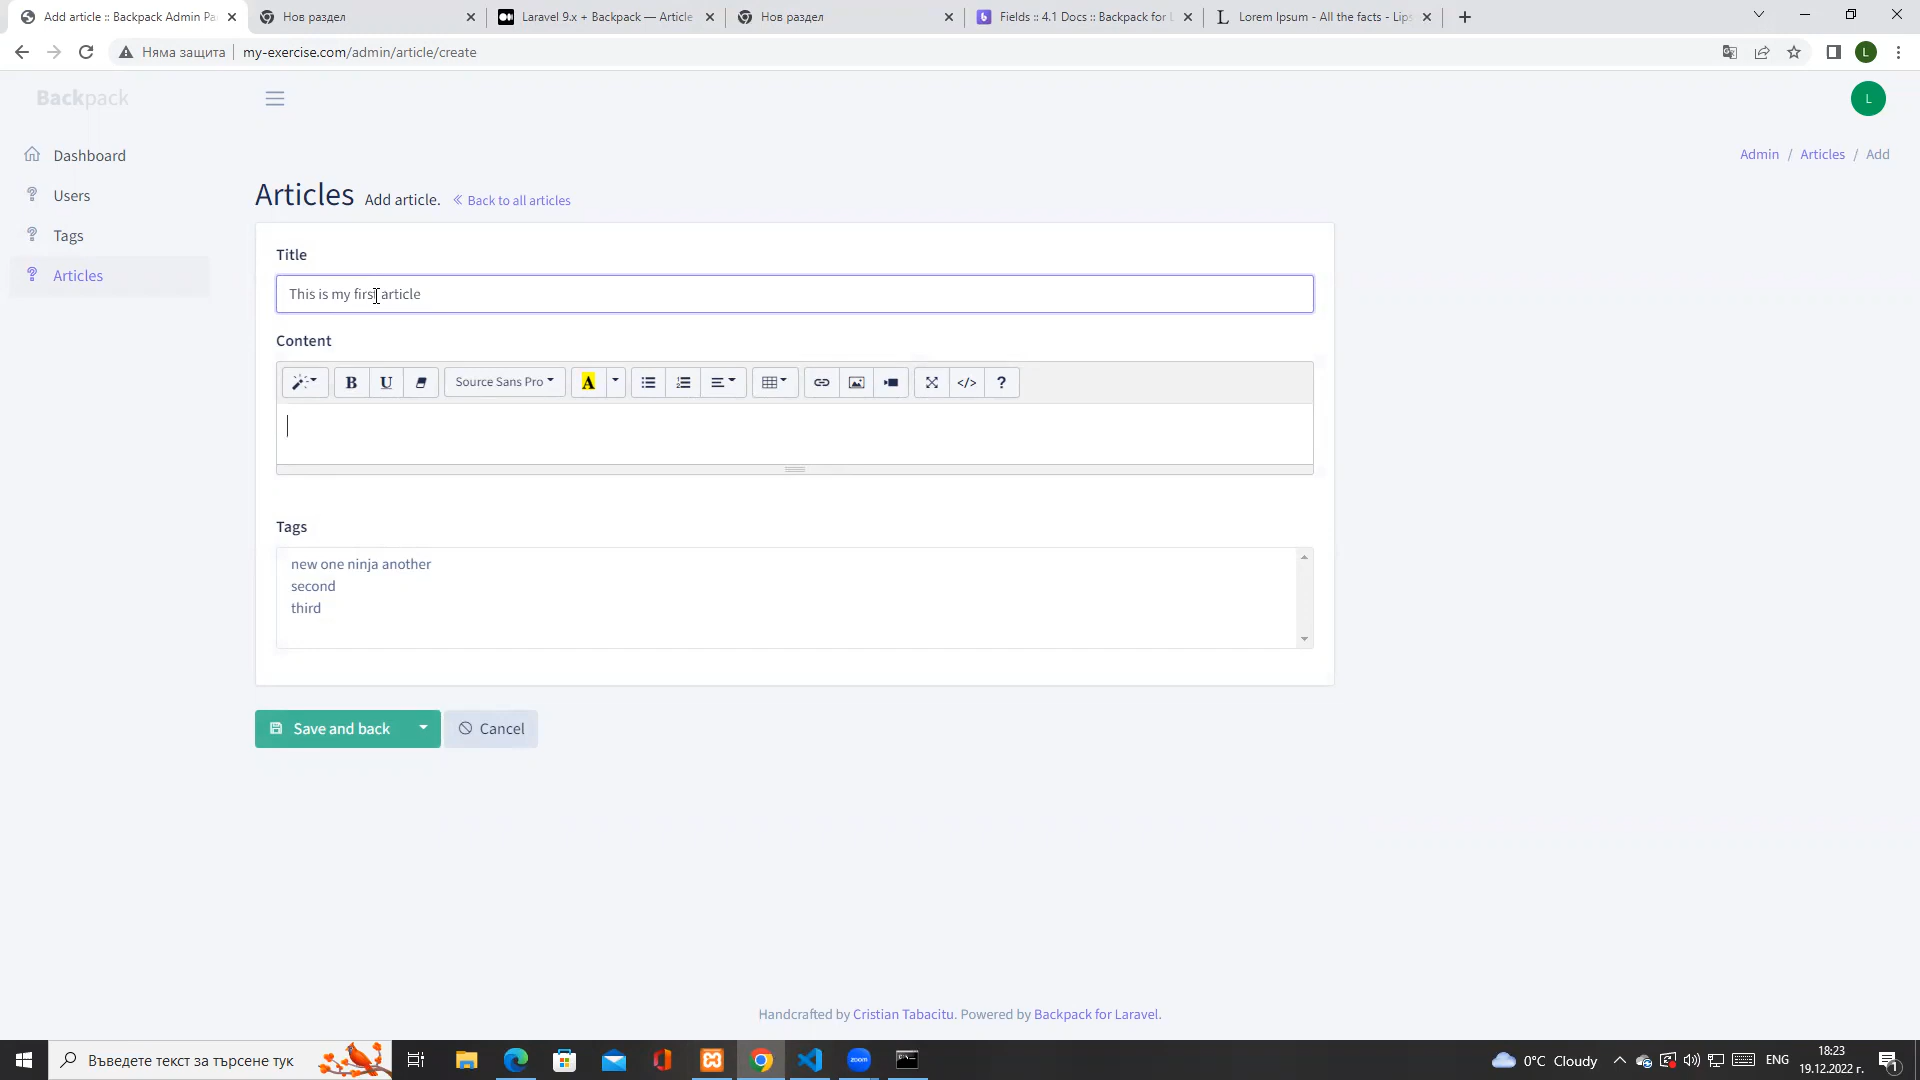 Add article :: Backpack Admin Pa
Нов раздел
Laravel 9.x + Backpack — Article
Нов раздел
Fields :: 4.1 Docs :: Backpack for L
Lorem Ipsum - All the facts - Lips
Няма защита
my-exercise.com/admin/article/create
L
Backpack
L
Dashboard
Users
Tags
Articles
Admin / Articles / Add
Articles Add article. « Back to all articles
Title
This is my first article
Content
B U Source Sans Pro A </> ?
Tags
new one ninja another
second
third
Save and back
Cancel
Handcrafted by Cristian Tabacitu. Powered by Backpack for Laravel.
Въведете текст за търсене тук
zoom
0°C Cloudy
ENG
18:23
19.12.2022 г.
1